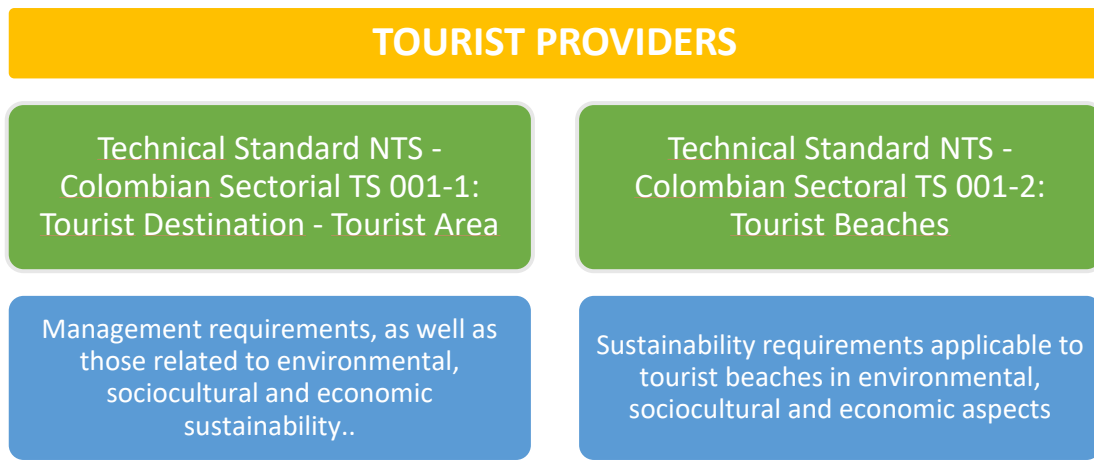 TOURIST PROVIDERS
Technical Standard NTS -
Colombian Sectorial TS 001-1:
Tourist Destination - Tourist Area
Technical Standard NTS -
Colombian Sectoral TS 001-2:
Tourist Beaches
Management requirements, as well as
those related to environmental,
sociocultural and economic
sustainability..
Sustainability requirements applicable to
tourist beaches in environmental,
sociocultural and economic aspects